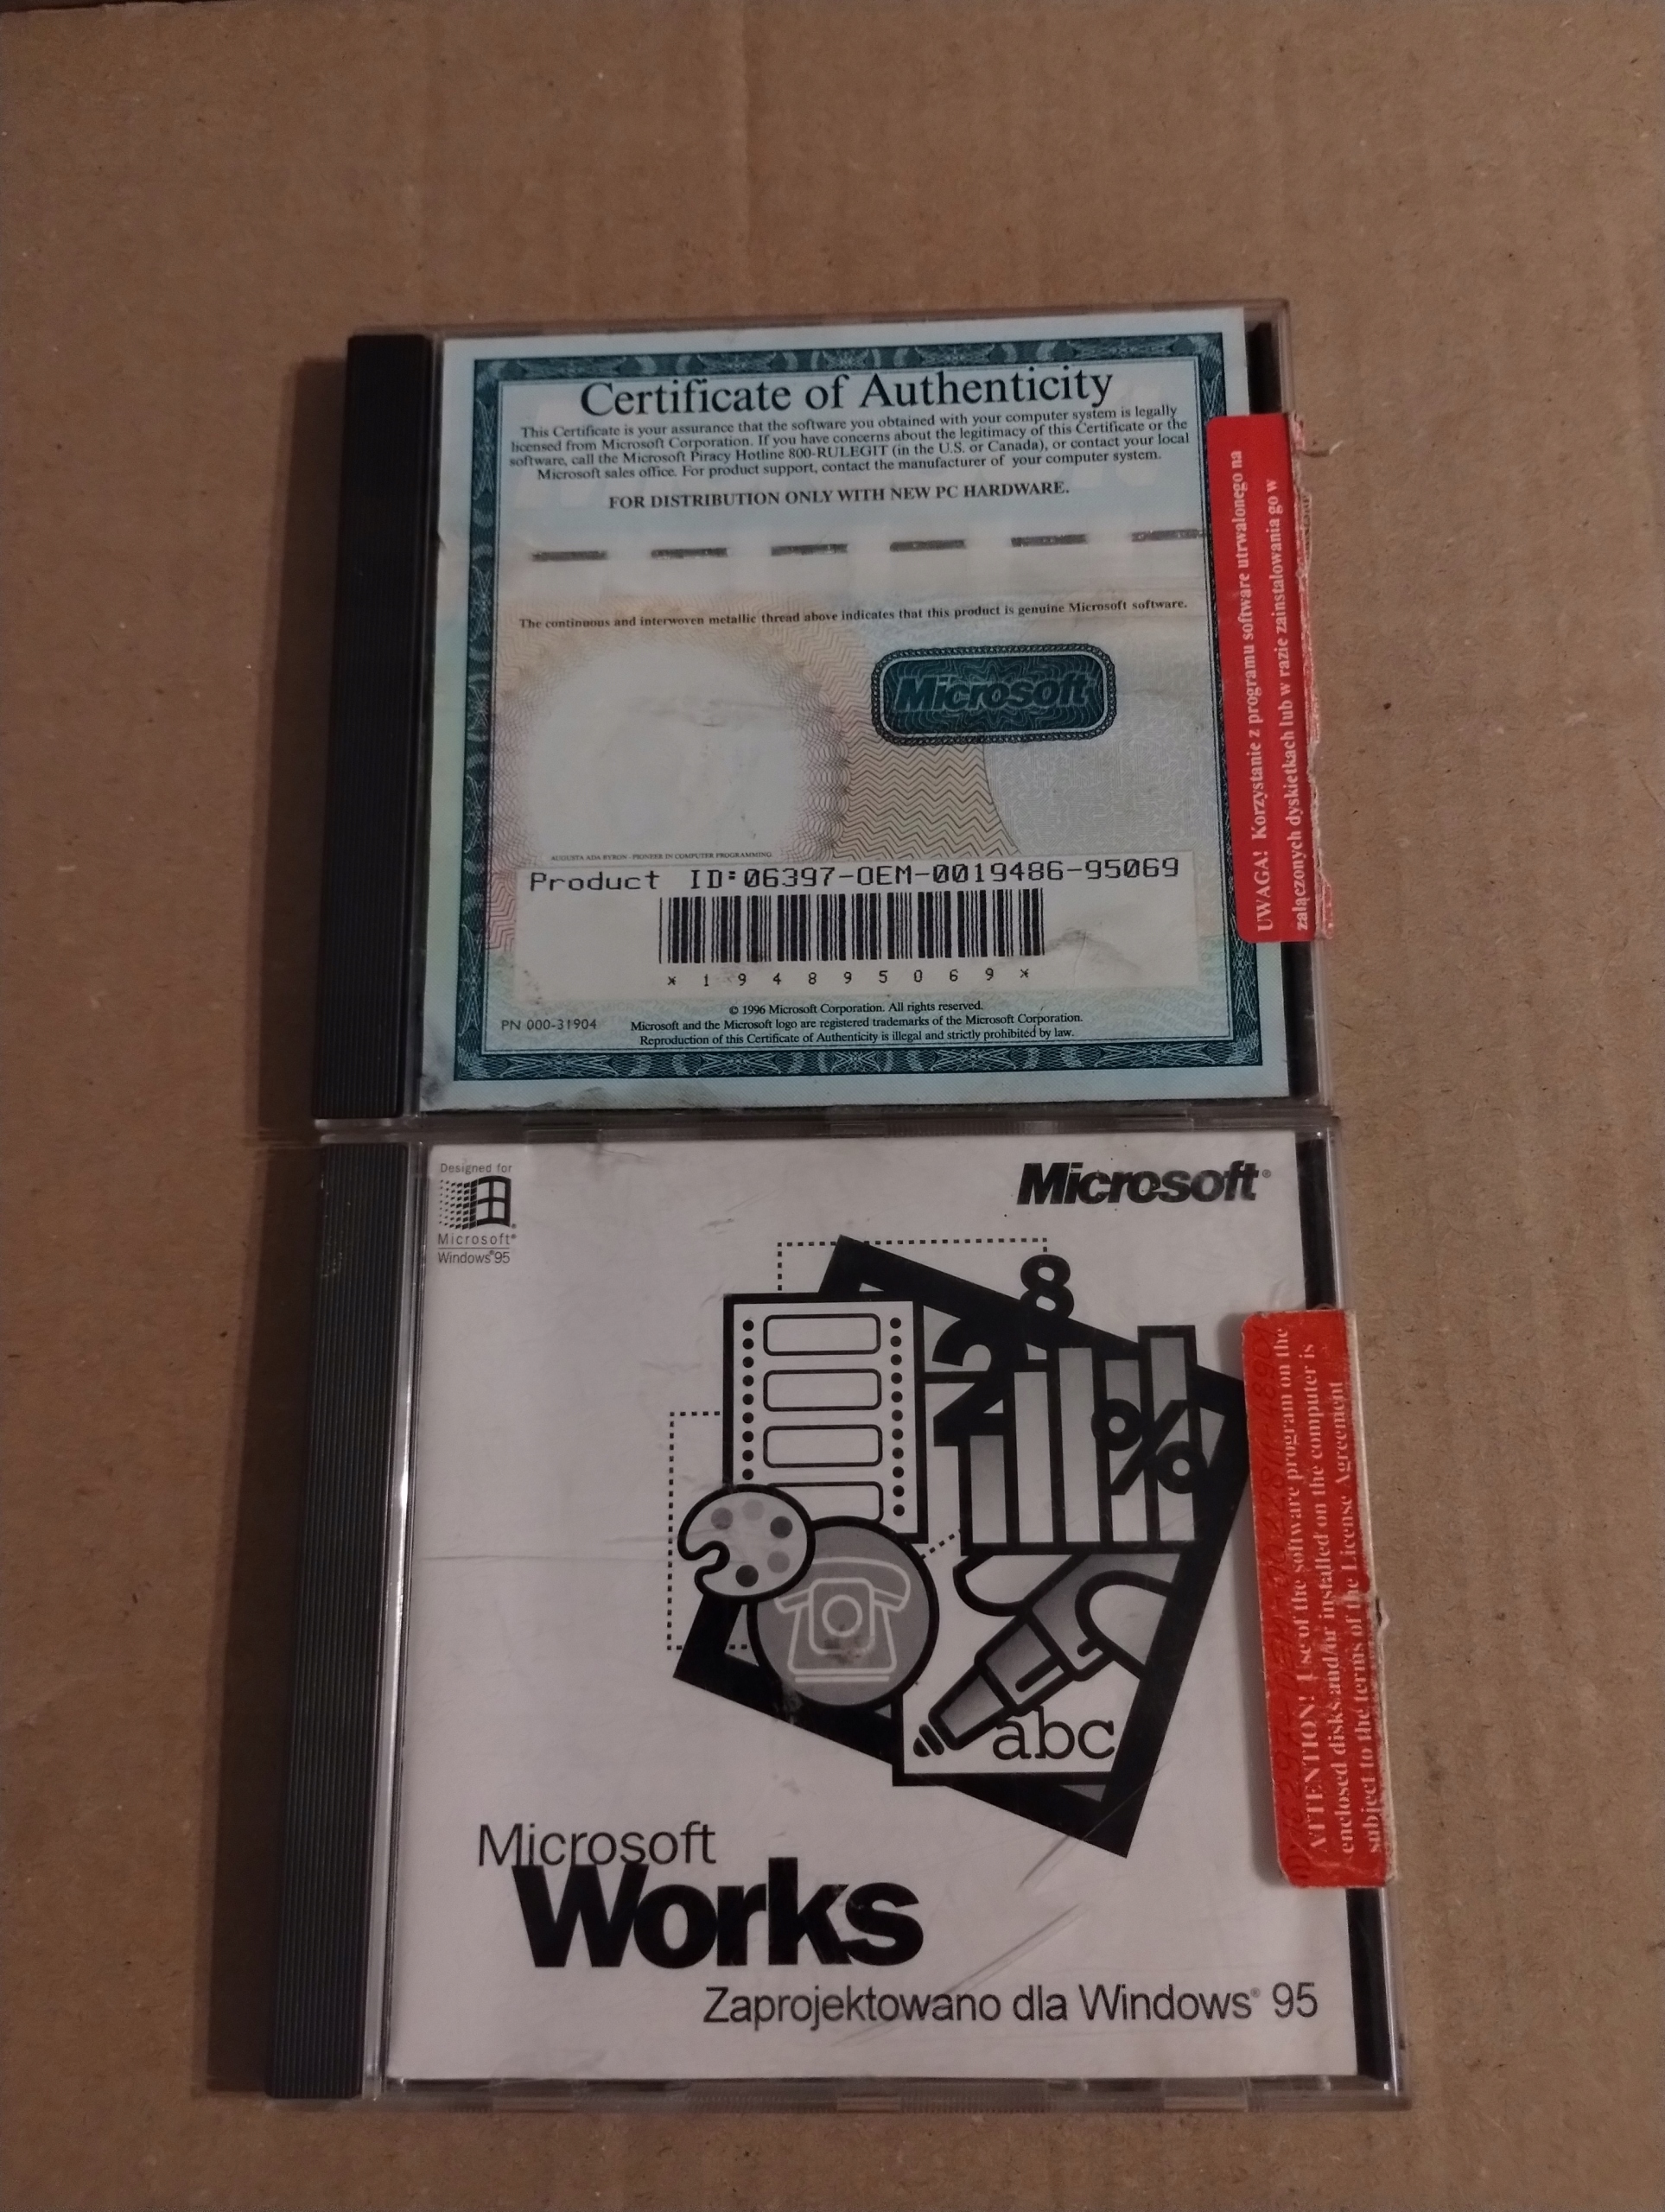 Certificate of Authenticity
This Certificate is your assurance that the software you obtained with your computer system is legally
licensed from Microsoft Corporation. If you have concerns about the legitimacy of this Certificate or the
software, call the Microsoft Piracy Hotline 800-RULEGIT (in the U.S. or Canada), or contact your local
Microsoft sales office. For product support, contact the manufacturer of your computer system.
FOR DISTRIBUTION ONLY WITH NEW PC HARDWARE.
The continuous and interwoven metallic thread above indicates that this product is genuine Microsoft software.
Microsoft
AUGUSTA ADA BYRON - PIONEER IN COMPUTER PROGRAMMING
Product ID:06397-OEM-0019486-95069
* 1 9 4 8 9 5 0 6 9 *
© 1996 Microsoft Corporation. All rights reserved.
PN 000-31904
Microsoft and the Microsoft logo are registered trademarks of the Microsoft Corporation.
Reproduction of this Certificate of Authenticity is illegal and strictly prohibited by law.
UWAGA! Korzystanie z programu software utrwalonego na
załączonych dyskietkach lub w razie zainstalowania go w
Designed for
Microsoft®
Windows®95
Microsoft®
8
2
%
abc
Microsoft
Works
Zaprojektowano dla Windows® 95
ATTENTION! Use of the software program on the
enclosed disks and/or installed on the computer is
subject to the terms of the License Agreement